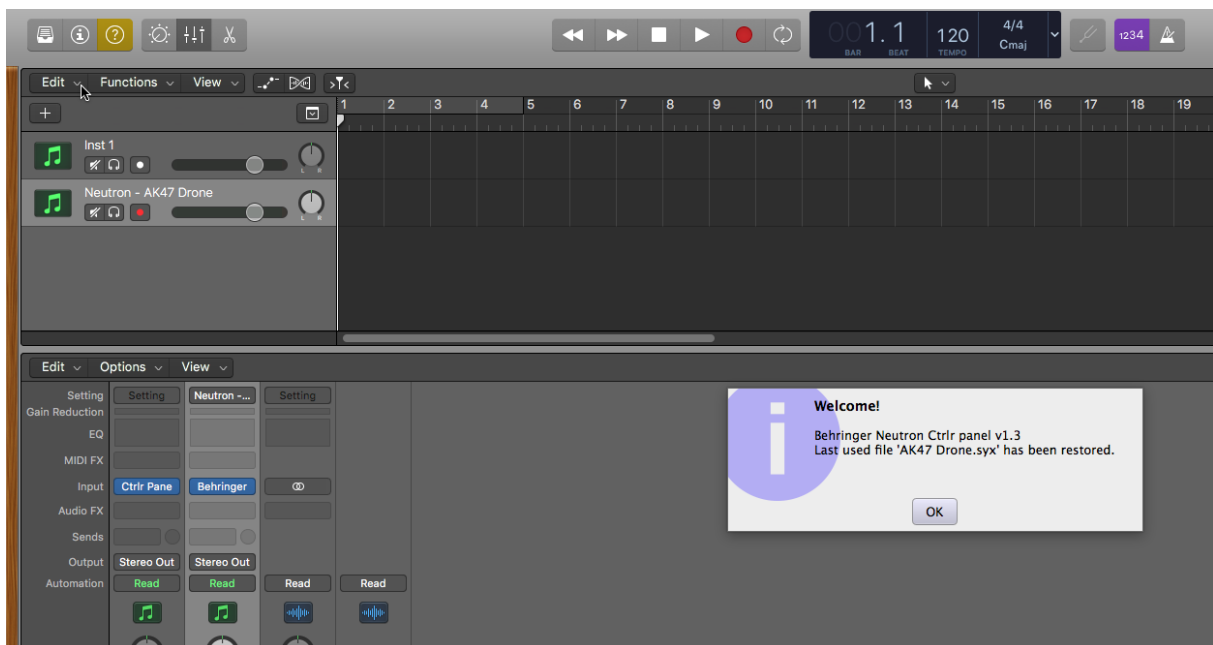 001. 1
BAR BEAT
120
TEMPO
4/4
Cmaj
1234
Edit Functions View
1 2 3 4 5 6 7 8 9 10 11 12 13 14 15 16 17 18 19
Inst 1
L R
Neutron - AK47 Drone
L R
Edit Options View
Setting Setting Neutron -... Setting
Gain Reduction
EQ
MIDI FX
Input Ctrlr Pane Behringer
Audio FX
Sends
Output Stereo Out Stereo Out
Automation Read Read Read Read
Welcome!
Behringer Neutron Ctrlr panel v1.3
Last used file 'AK47 Drone.syx' has been restored.
OK